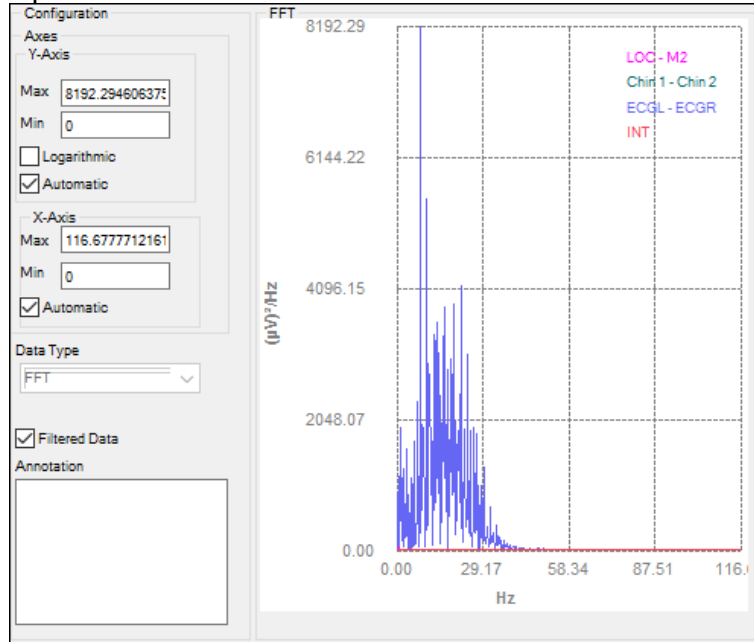 Configuration
Axes
Y-Axis
Max 8192.294606375
Min 0
Logarithmic
Automatic
X-Axis
Max 116.6777712161
Min 0
Automatic
Data Type
FFT
Filtered Data
Annotation
FFT
8192.29
6144.22
4096.15
2048.07
0.00
(µV)²/Hz
LOC - M2
Chin 1 - Chin 2
ECGL - ECGR
INT
0.00 29.17 58.34 87.51 116.
Hz